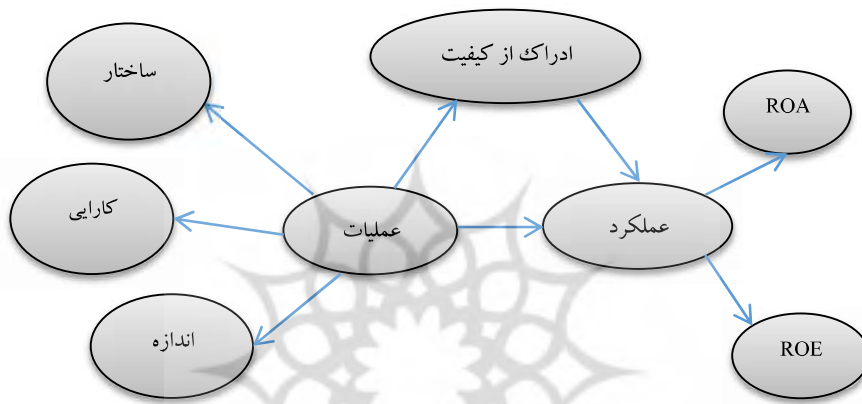 ادراک از کیفیت
ساختار
ROA
کارایی
عملیات
عملکرد
اندازه
ROE